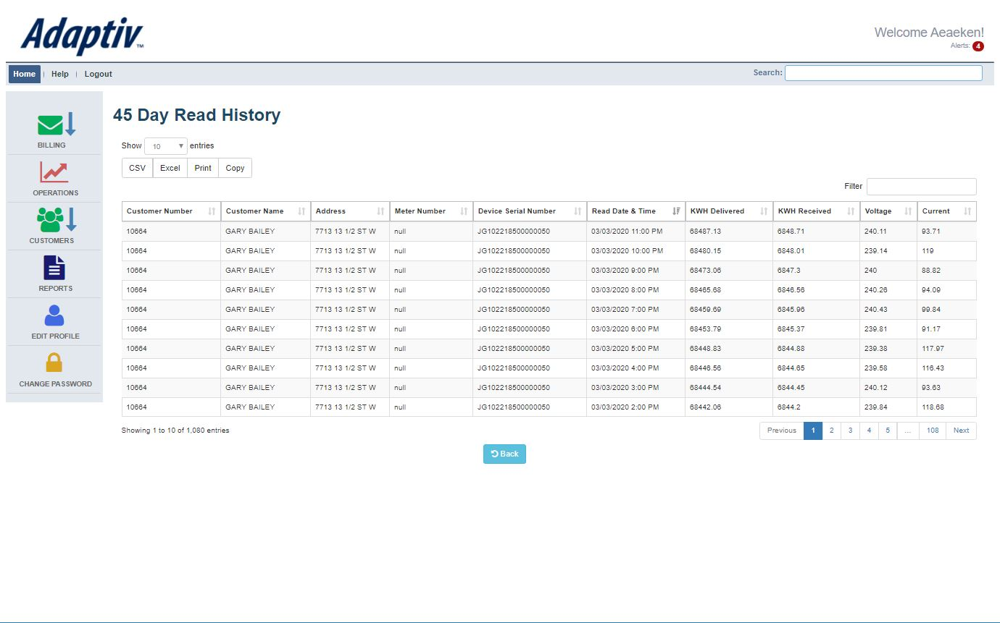 Adaptiv™
Welcome Aeaeken!
Alerts: 4
Home | Help | Logout
Search:
BILLING
OPERATIONS
CUSTOMERS
REPORTS
EDIT PROFILE
CHANGE PASSWORD
45 Day Read History
Show 10 entries
CSV Excel Print Copy
Filter
Customer Number Customer Name Address Meter Number Device Serial Number Read Date & Time KWH Delivered KWH Received Voltage Current
10664 GARY BAILEY 7713 13 1/2 ST W null JG102218500000050 03/03/2020 11:00 PM 68487.13 6848.71 240.11 93.71
10664 GARY BAILEY 7713 13 1/2 ST W null JG102218500000050 03/03/2020 10:00 PM 68480.15 6848.01 239.14 119
10664 GARY BAILEY 7713 13 1/2 ST W null JG102218500000050 03/03/2020 9:00 PM 68473.06 6847.3 240 88.82
10664 GARY BAILEY 7713 13 1/2 ST W null JG102218500000050 03/03/2020 8:00 PM 68465.68 6846.56 240.26 94.09
10664 GARY BAILEY 7713 13 1/2 ST W null JG102218500000050 03/03/2020 7:00 PM 68459.69 6845.96 240.43 99.84
10664 GARY BAILEY 7713 13 1/2 ST W null JG102218500000050 03/03/2020 6:00 PM 68453.79 6845.37 239.81 91.17
10664 GARY BAILEY 7713 13 1/2 ST W null JG102218500000050 03/03/2020 5:00 PM 68448.83 6844.88 239.38 117.97
10664 GARY BAILEY 7713 13 1/2 ST W null JG102218500000050 03/03/2020 4:00 PM 68446.56 6844.65 239.58 116.43
10664 GARY BAILEY 7713 13 1/2 ST W null JG102218500000050 03/03/2020 3:00 PM 68444.54 6844.45 240.12 93.63
10664 GARY BAILEY 7713 13 1/2 ST W null JG102218500000050 03/03/2020 2:00 PM 68442.06 6844.2 239.84 118.68
Showing 1 to 10 of 1,080 entries
Previous 1 2 3 4 5 ... 108 Next
Back